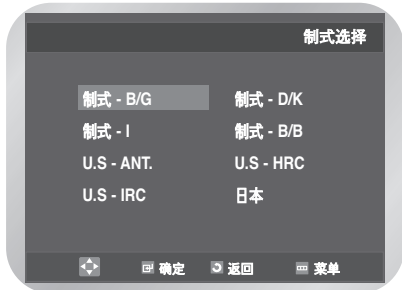 制式选择
制式 - B/G 制式 - D/K
制式 - I 制式 - B/B
U.S - ANT. U.S - HRC
U.S - IRC 日本
确定 返回 菜单